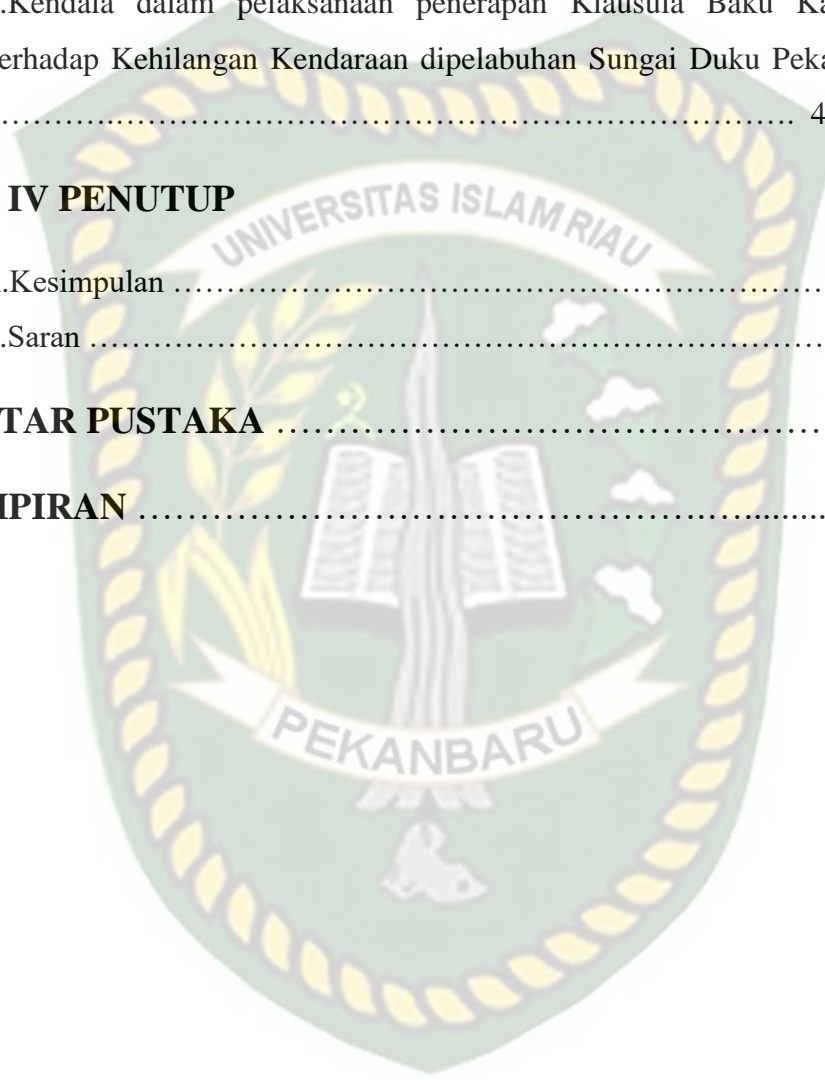 .Kendala dalam pelaksanaan penerapan Klausula Baku Ka
erhadap Kehilangan Kendaraan dipelabuhan Sungai Duku Peka
…………..……………………………………………………………. 4
IV PENUTUP
UNIVERSITAS ISLAM RIAU
.Kesimpulan ……………………………………………………………
.Saran ………………………………………………………………..……
TAR PUSTAKA ………………………………………………
IPIRAN ……………………………………………….…..........
PEKANBARU